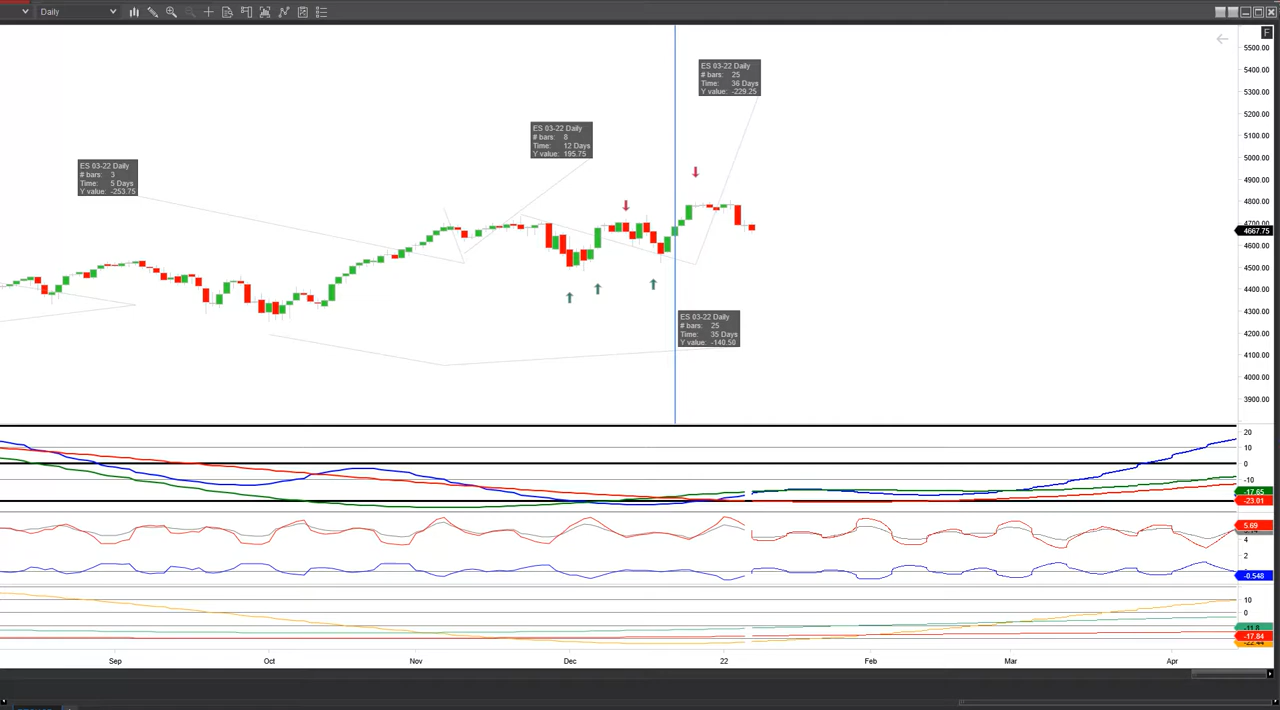 Daily
F
5500.00
5400.00
5300.00
5200.00
5100.00
5000.00
4900.00
4800.00
4700.00
4667.75
4600.00
4500.00
4400.00
4300.00
4200.00
4100.00
4000.00
3900.00
ES 03-22 Daily
# bars: 3
Time: 5 Days
Y value: -253.75
ES 03-22 Daily
# bars: 8
Time: 12 Days
Y value: 195.75
ES 03-22 Daily
# bars: 25
Time: 36 Days
Y value: -229.25
ES 03-22 Daily
# bars: 25
Time: 35 Days
Y value: -140.50
20
10
0
-10
-17.65
-23.01
5.69
4
2
-0.548
10
0
-11.8
-17.84
-22.44
Sep Oct Nov Dec 22 Feb Mar Apr